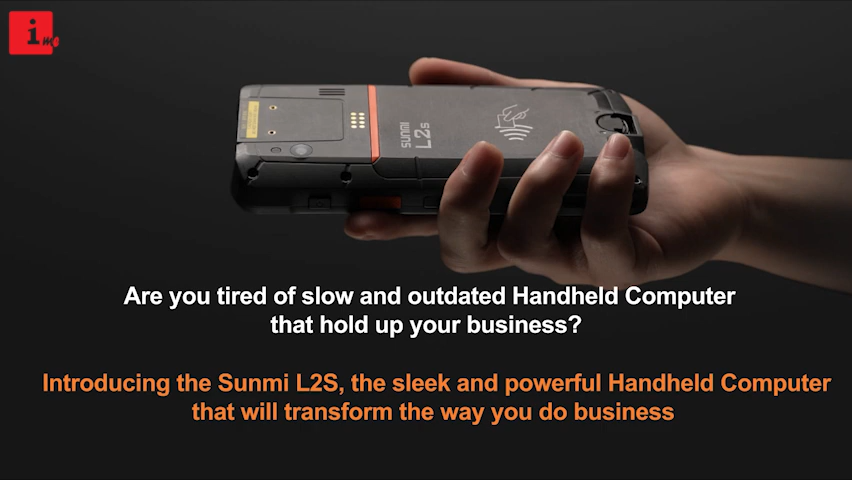 imo
SUNMI
L2s
Are you tired of slow and outdated Handheld Computer
that hold up your business?
Introducing the Sunmi L2S, the sleek and powerful Handheld Computer
that will transform the way you do business